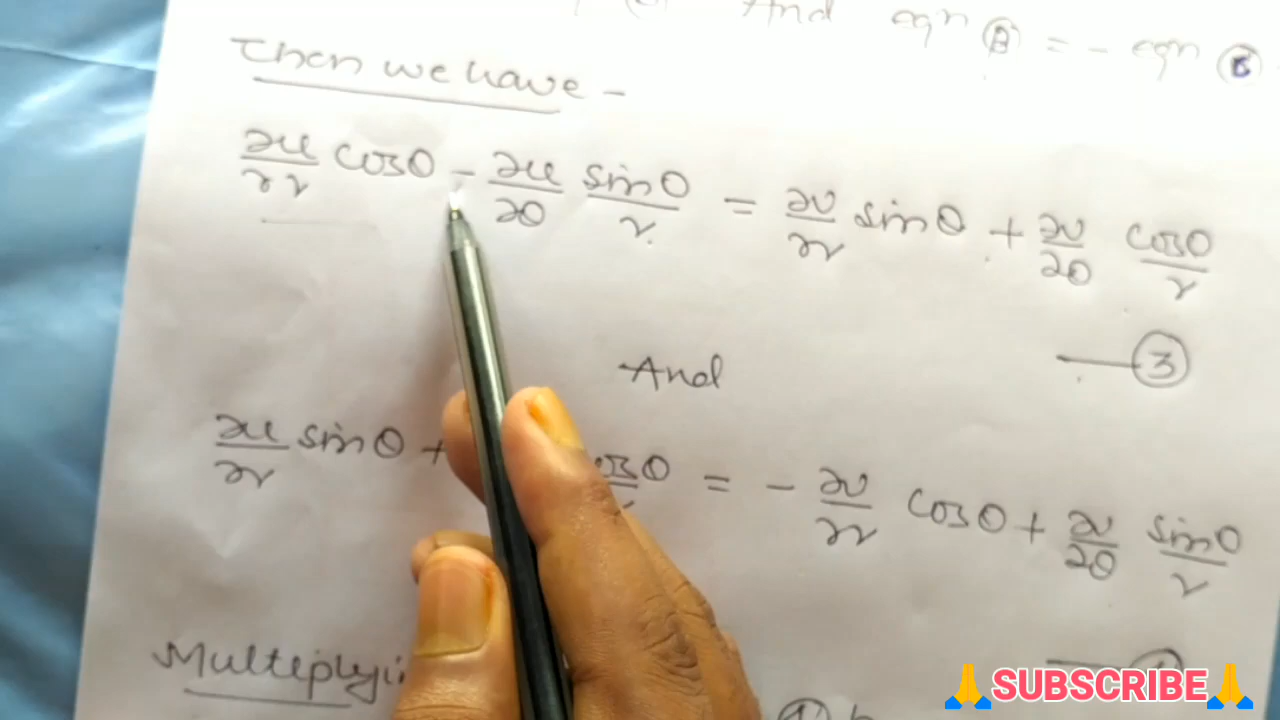 And eqn (B) = - eqn
Then we have -
∂u/∂r cosθ - ∂u/∂θ sinθ/r = ∂v/∂r sinθ + ∂v/∂θ cosθ/r
— (3)
And
∂u/∂r sinθ + cosθ = - ∂v/∂r cosθ + ∂v/∂θ sinθ/r
Multiplyi
🙏SUBSCRIBE🙏